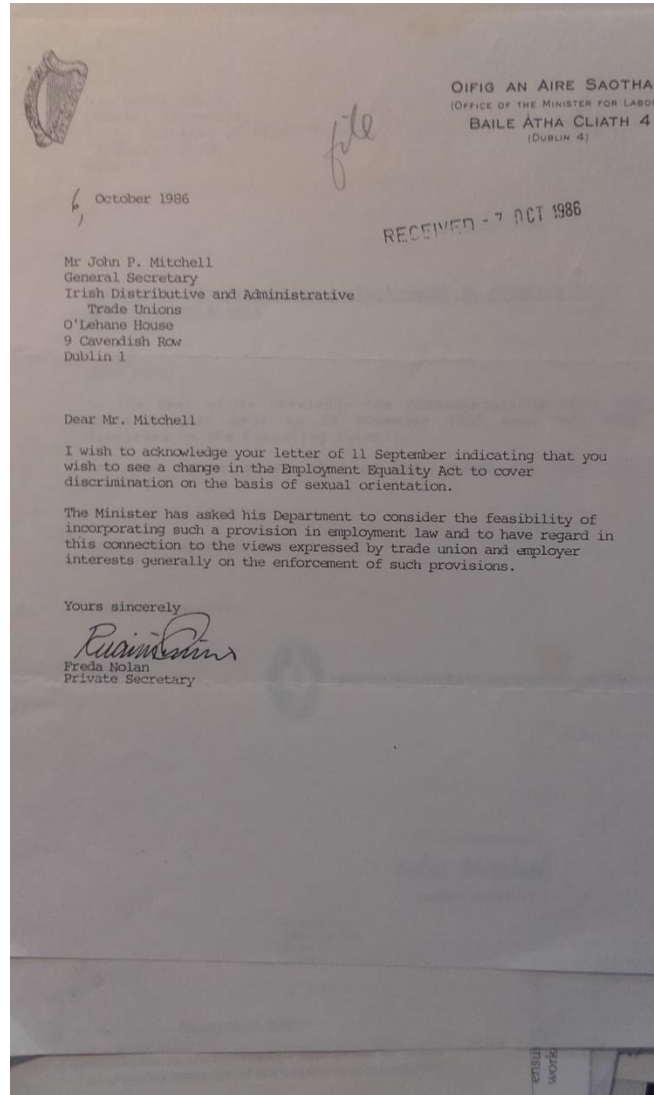 OIFIG AN AIRE SAOTHA
(OFFICE OF THE MINISTER FOR LABO
BAILE ÁTHA CLIATH 4
(DUBLIN 4)
file
6, October 1986
RECEIVED - 7 OCT 1986
Mr John P. Mitchell
General Secretary
Irish Distributive and Administrative
Trade Unions
O'Lehane House
9 Cavendish Row
Dublin 1
Dear Mr. Mitchell
I wish to acknowledge your letter of 11 September indicating that you
wish to see a change in the Employment Equality Act to cover
discrimination on the basis of sexual orientation.
The Minister has asked his Department to consider the feasibility of
incorporating such a provision in employment law and to have regard in
this connection to the views expressed by trade union and employer
interests generally on the enforcement of such provisions.
Yours sincerely
Freda Nolan
Private Secretary
ensu
work